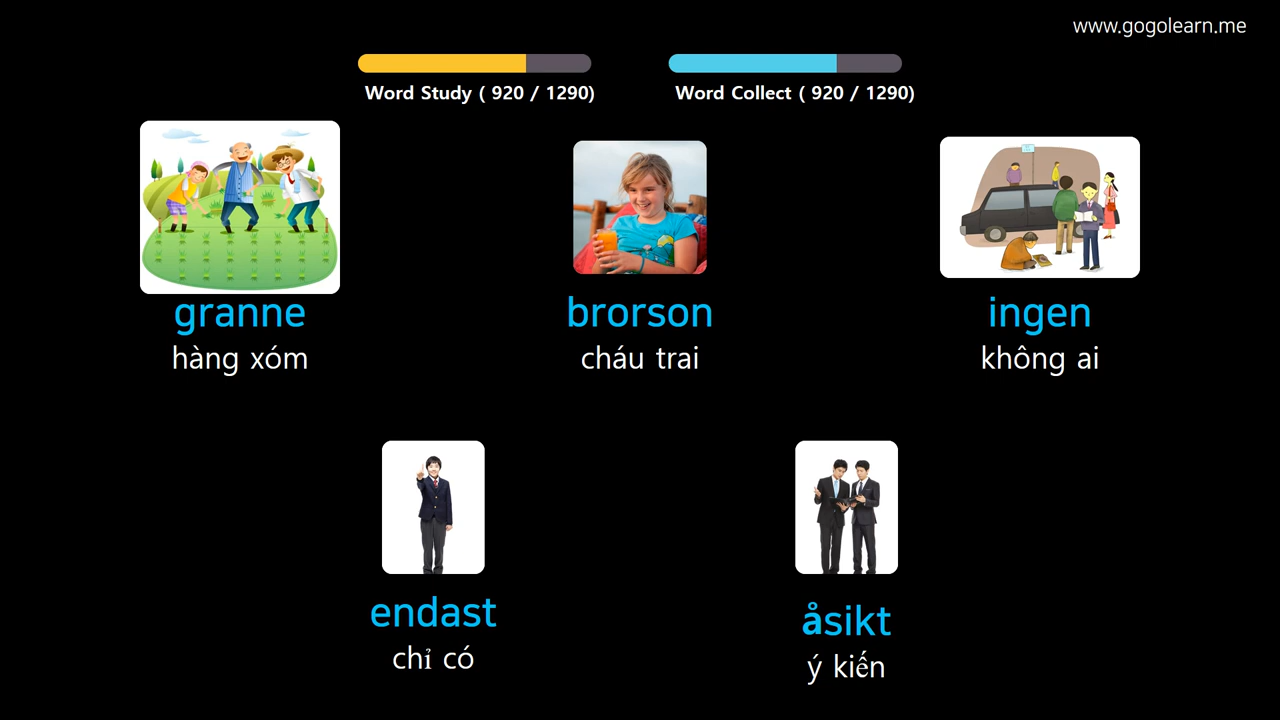 www.gogolearn.me
Word Study ( 920 / 1290)
Word Collect ( 920 / 1290)
granne
hàng xóm
brorson
cháu trai
ingen
không ai
endast
chỉ có
åsikt
ý kiến